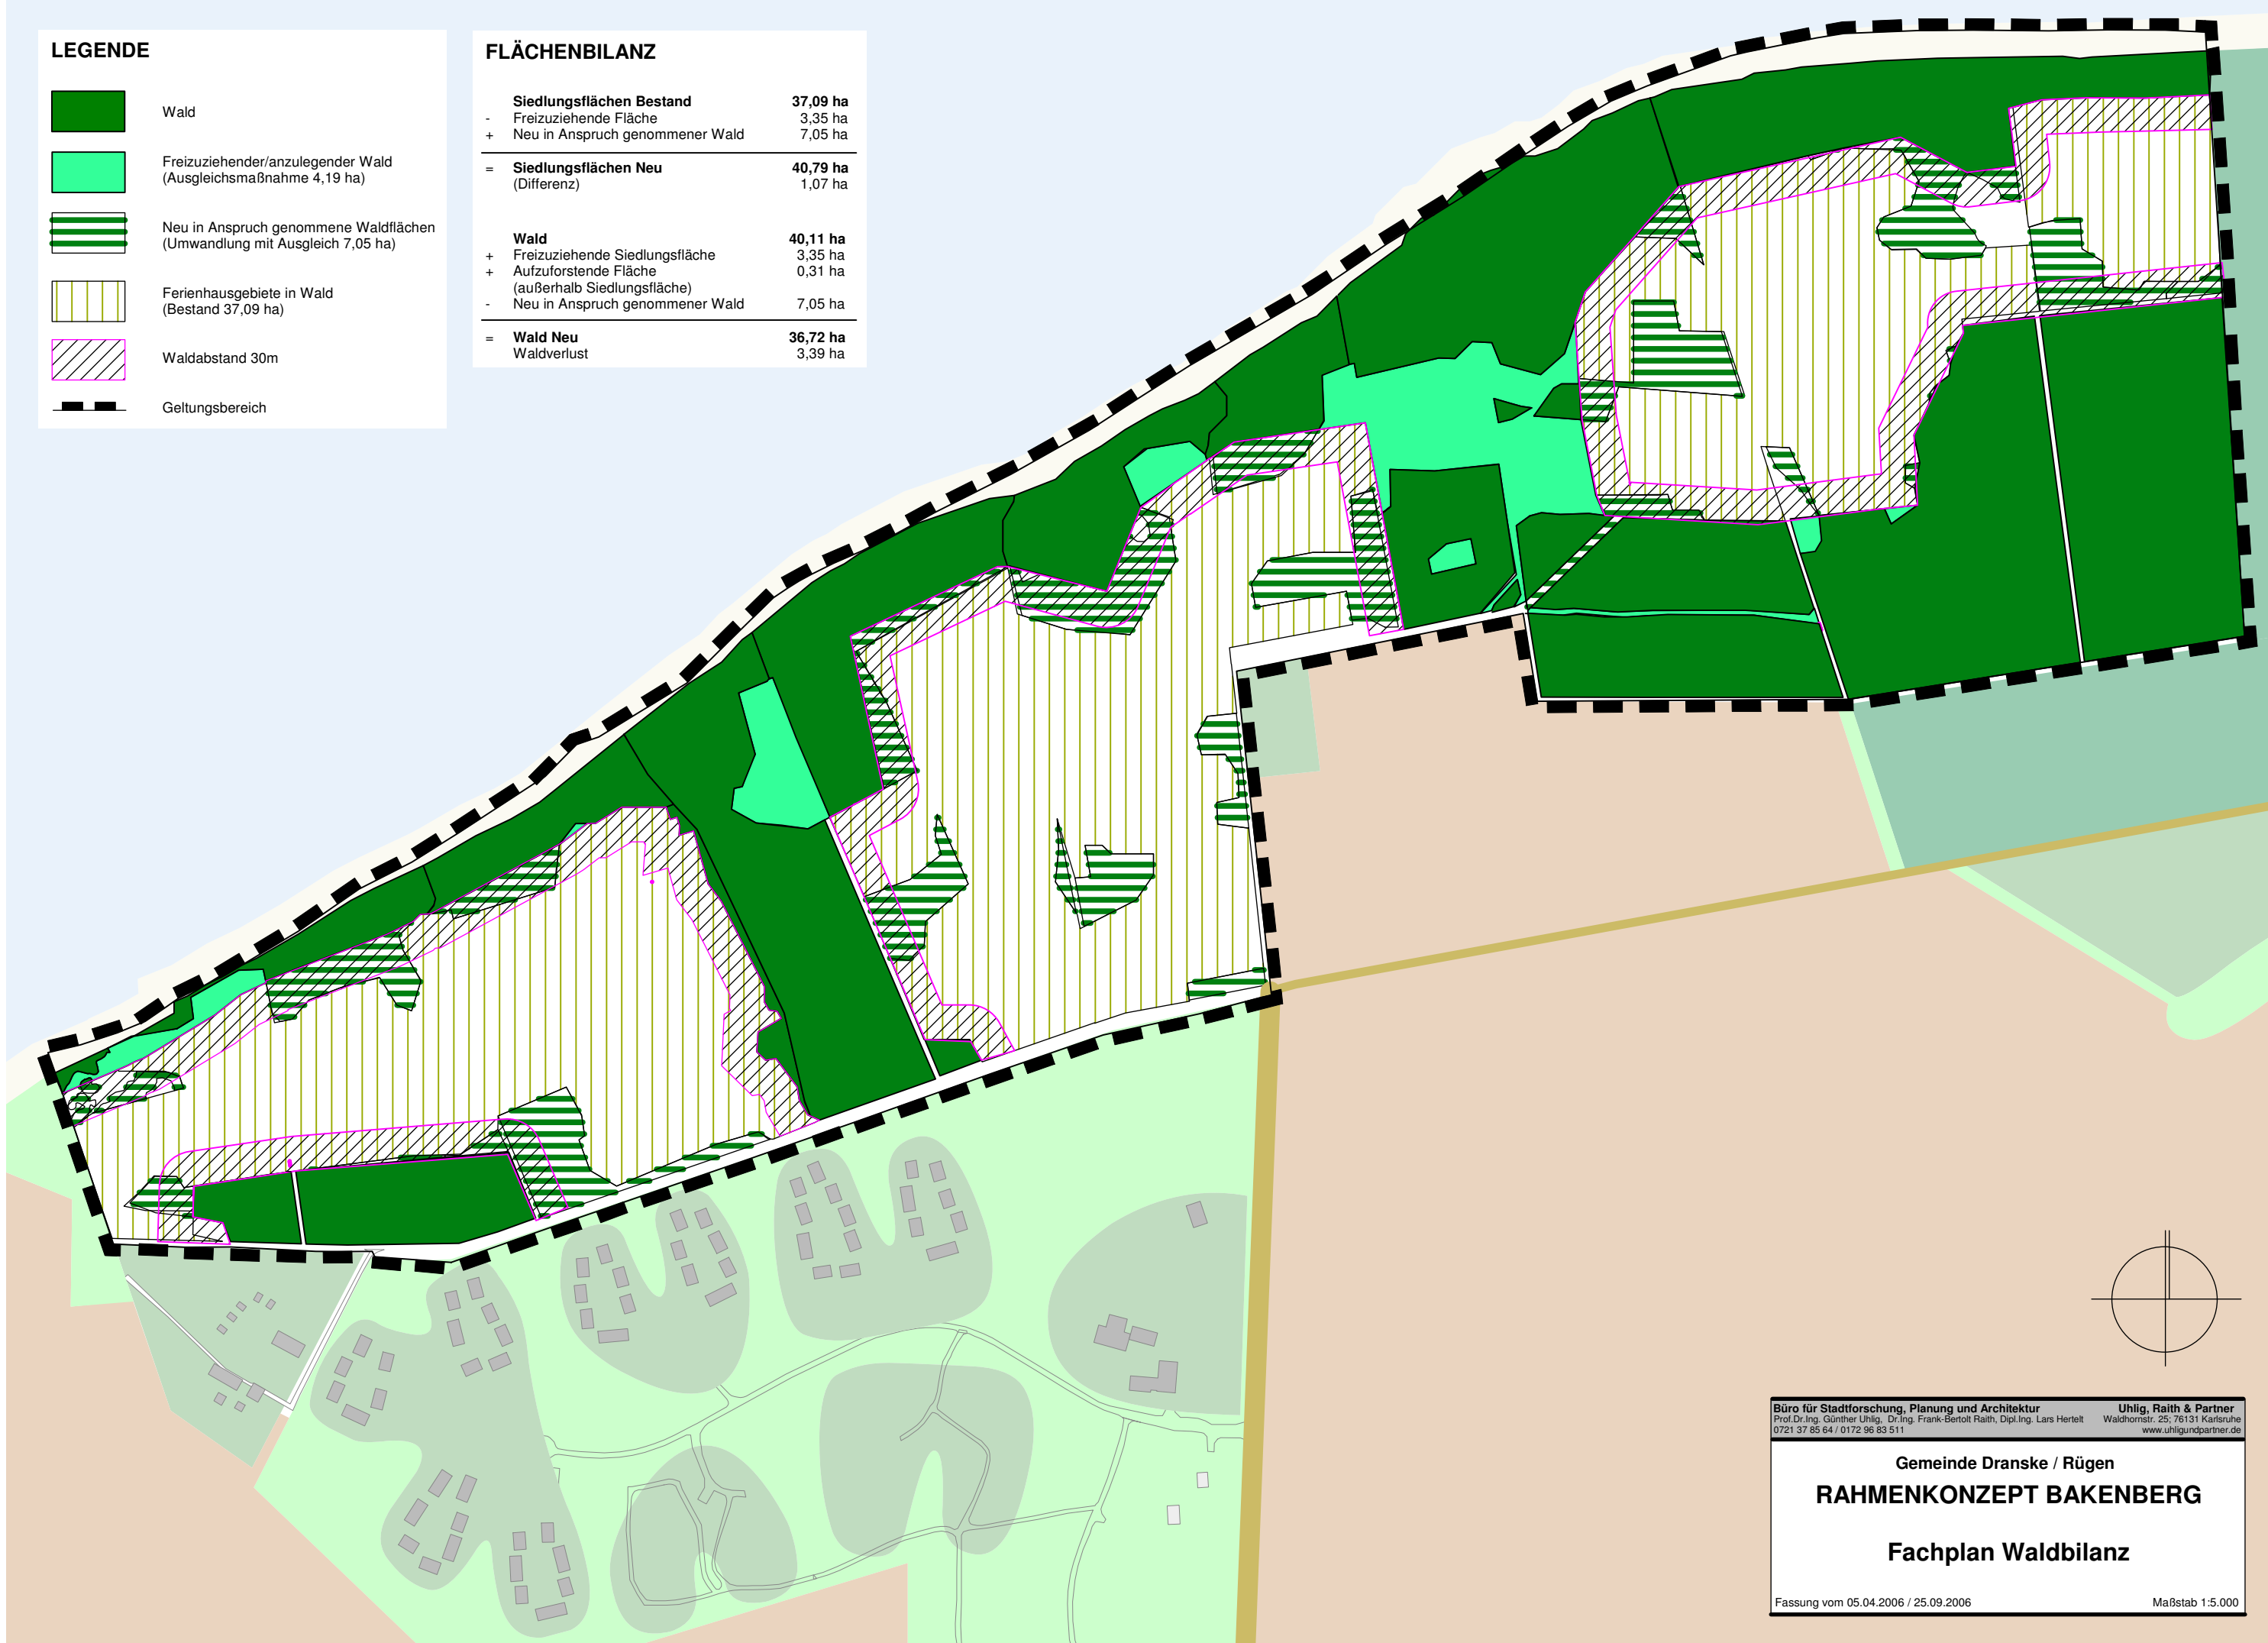 LEGENDE
Wald
Freizuziehender/anzulegender Wald
(Ausgleichsmaßnahme 4,19 ha)
Neu in Anspruch genommene Waldflächen
(Umwandlung mit Ausgleich 7,05 ha)
Ferienhausgebiete in Wald
(Bestand 37,09 ha)
Waldabstand 30m
Geltungsbereich
FLÄCHENBILANZ
Siedlungsflächen Bestand 37,09 ha
- Freizuziehende Fläche 3,35 ha
+ Neu in Anspruch genommener Wald 7,05 ha
= Siedlungsflächen Neu 40,79 ha
(Differenz) 1,07 ha
Wald 40,11 ha
+ Freizuziehende Siedlungsfläche 3,35 ha
+ Aufzuforstende Fläche 0,31 ha
(außerhalb Siedlungsfläche)
- Neu in Anspruch genommener Wald 7,05 ha
= Wald Neu 36,72 ha
Waldverlust 3,39 ha
Büro für Stadtforschung, Planung und Architektur Uhlig, Raith & Partner
Prof.Dr.Ing. Günther Uhlig, Dr.Ing. Frank-Bertolt Raith, Dipl.Ing. Lars Hertelt Waldhornstr. 25; 76131 Karlsruhe
0721 37 85 64 / 0172 96 83 511 www.uhligundpartner.de
Gemeinde Dranske / Rügen
RAHMENKONZEPT BAKENBERG
Fachplan Waldbilanz
Fassung vom 05.04.2006 / 25.09.2006 Maßstab 1:5.000